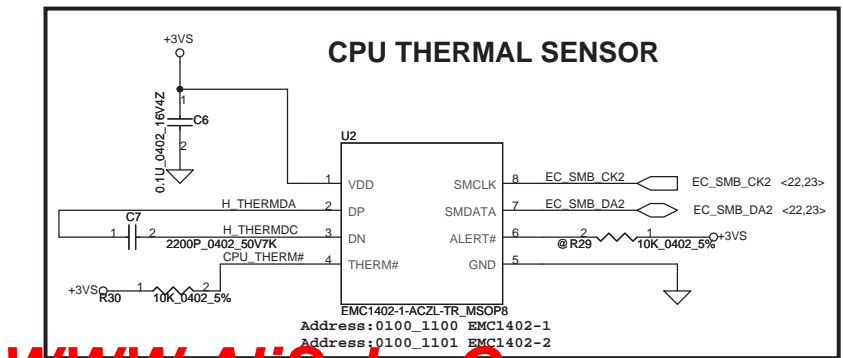 +3VS
CPU THERMAL SENSOR
0.1U_0402_16V4Z
1
C6
2
U2
1 VDD SMCLK 8 EC_SMB_CK2 EC_SMB_CK2 <22,23>
H_THERMDA 2 DP SMDATA 7 EC_SMB_DA2 EC_SMB_DA2 <22,23>
C7
1 2 H_THERMDC 3 DN ALERT# 6 2 1 +3VS
2200P_0402_50V7K @R29 10K_0402_5%
CPU_THERM# 4 THERM# GND 5
+3VS 1 2
R30 10K_0402_5%
EMC1402-1-ACZL-TR_MSOP8
Address:0100_1100 EMC1402-1
Address:0100_1101 EMC1402-2